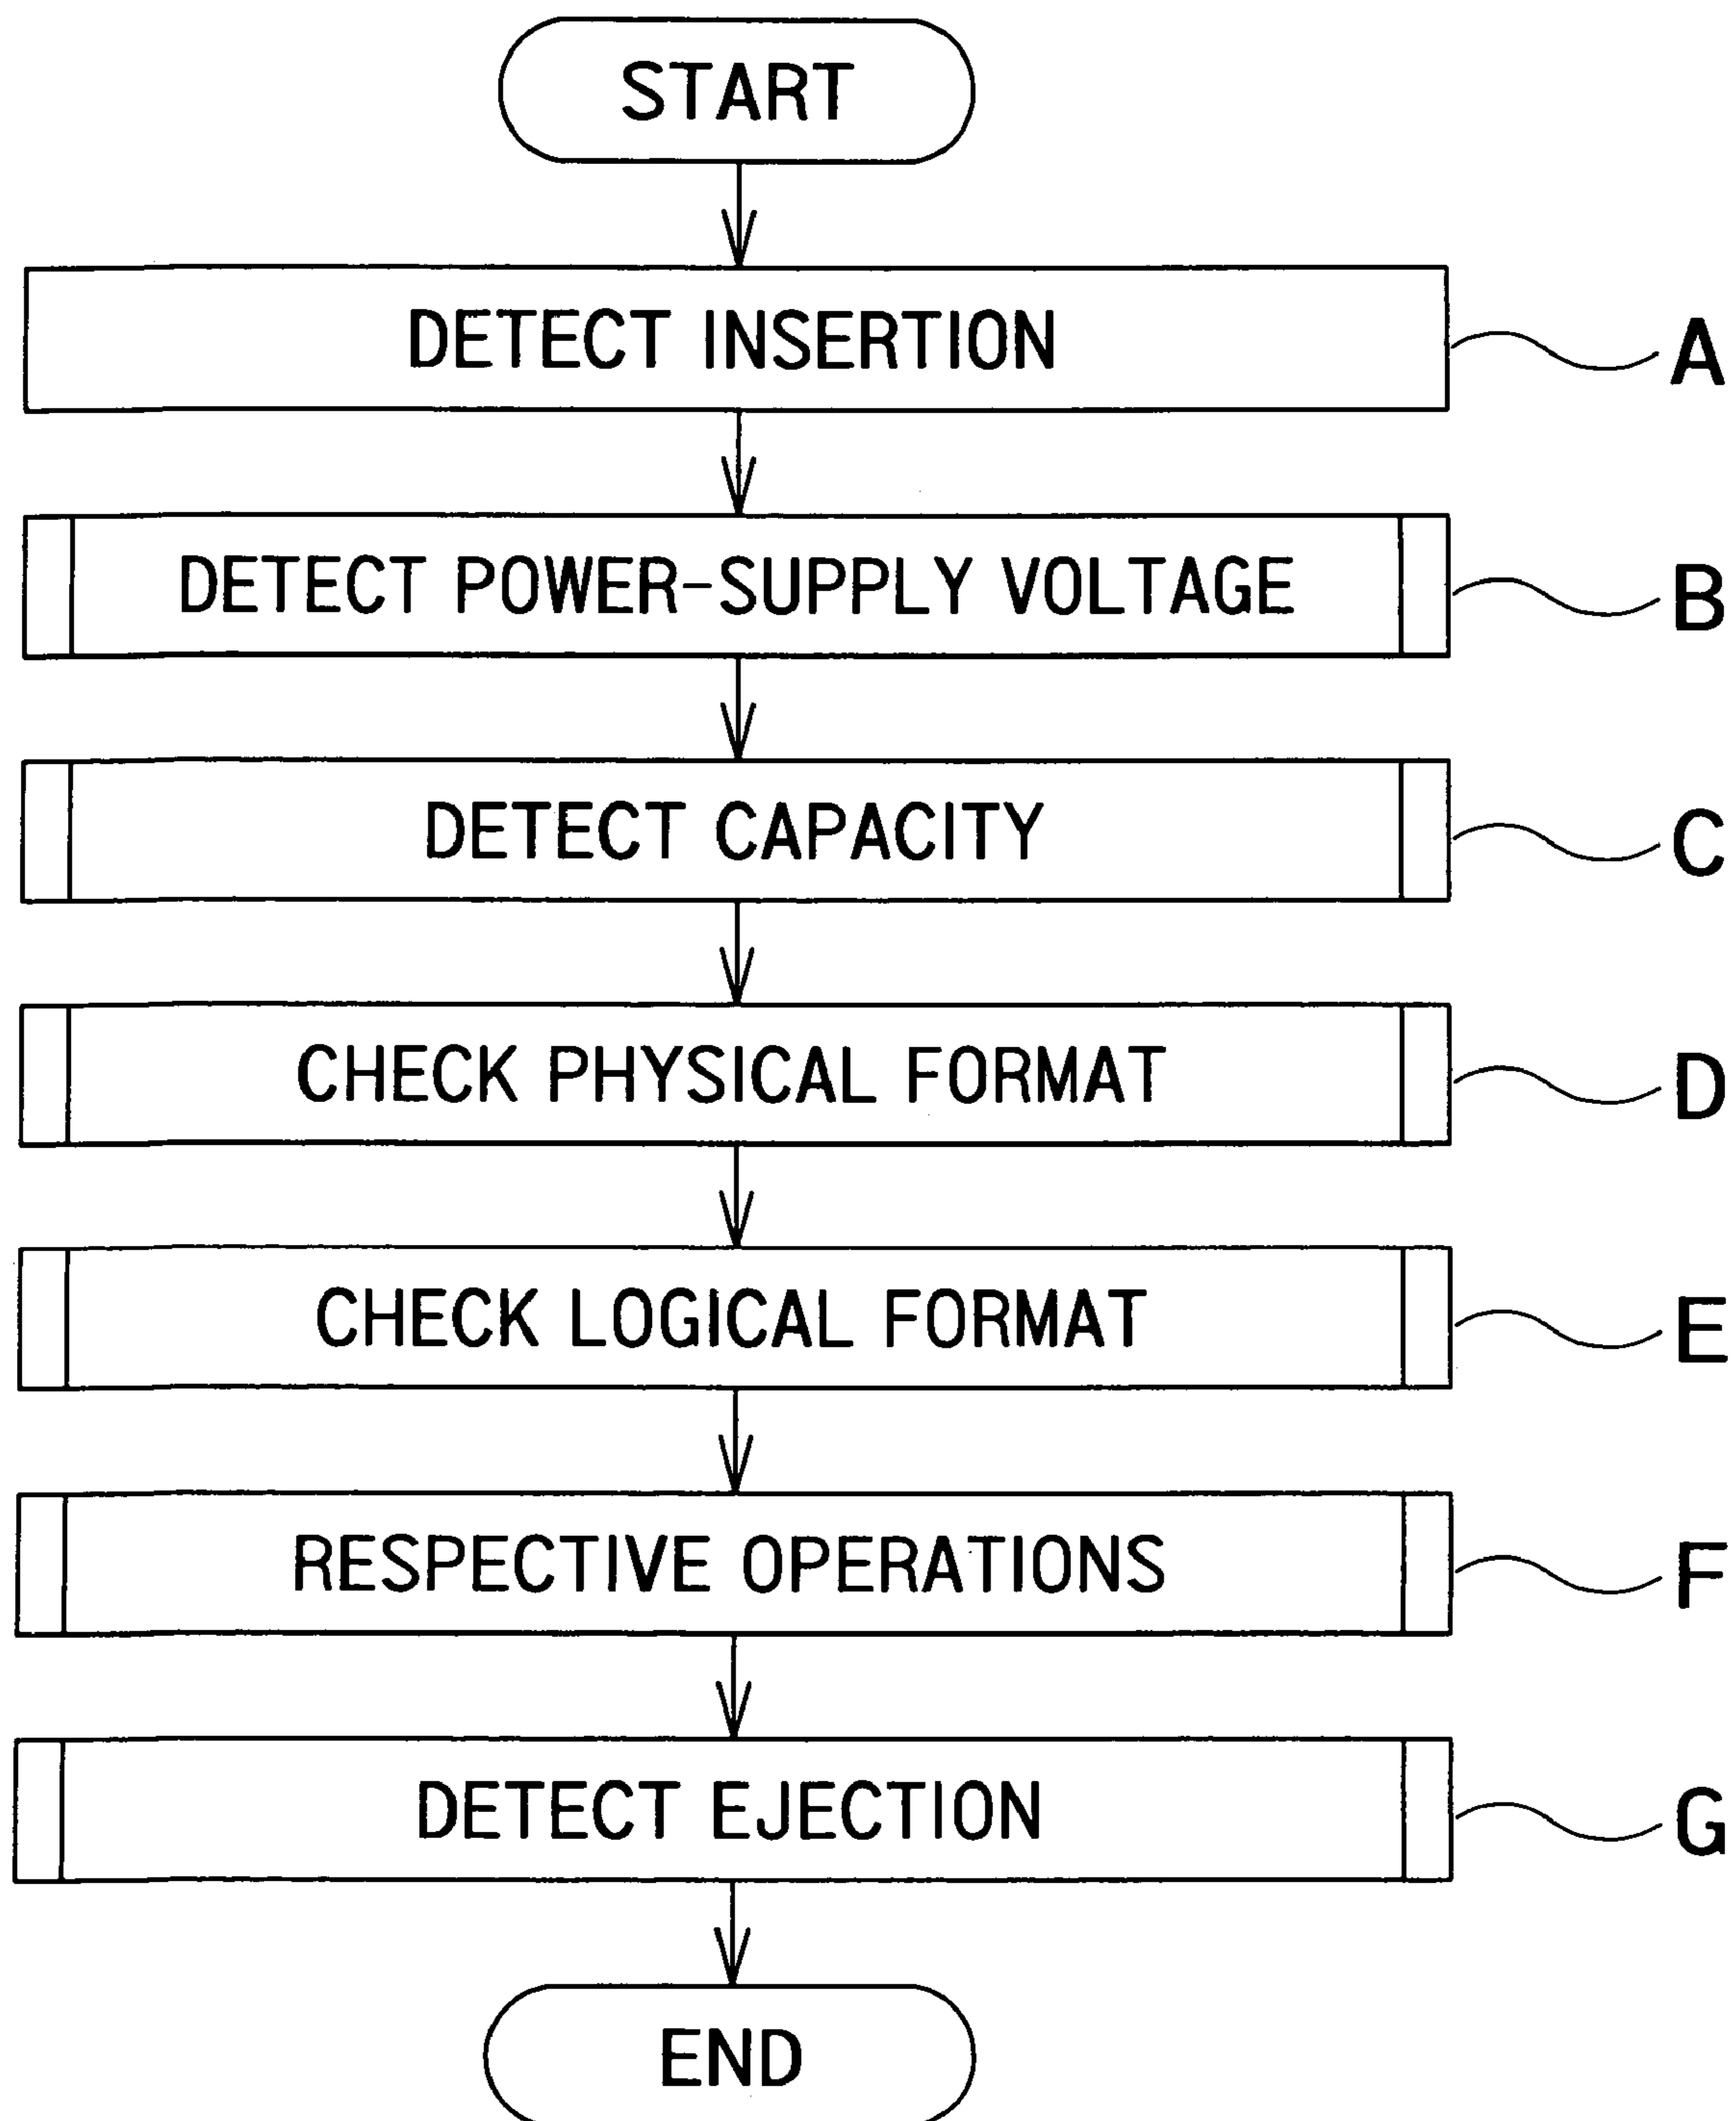 START
DETECT INSERTION
A
DETECT POWER-SUPPLY VOLTAGE
B
DETECT CAPACITY
C
CHECK PHYSICAL FORMAT
D
CHECK LOGICAL FORMAT
E
RESPECTIVE OPERATIONS
F
DETECT EJECTION
G
END